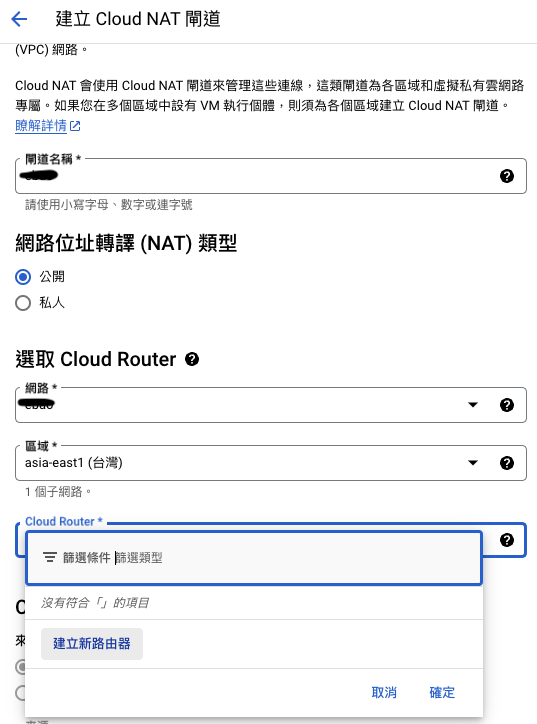 建立 Cloud NAT 閘道
(VPC) 網路。
Cloud NAT 會使用 Cloud NAT 閘道來管理這些連線，這類閘道為各區域和虛擬私有雲網路
專屬。如果您在多個區域中設有 VM 執行個體，則須為各個區域建立 Cloud NAT 閘道。
瞭解詳情
閘道名稱 *
請使用小寫字母、數字或連字號
網路位址轉譯 (NAT) 類型
公開
私人
選取 Cloud Router
網路 *
區域 *
asia-east1 (台灣)
1 個子網路。
Cloud Router *
篩選條件 篩選類型
沒有符合「」的項目
建立新路由器
取消 確定